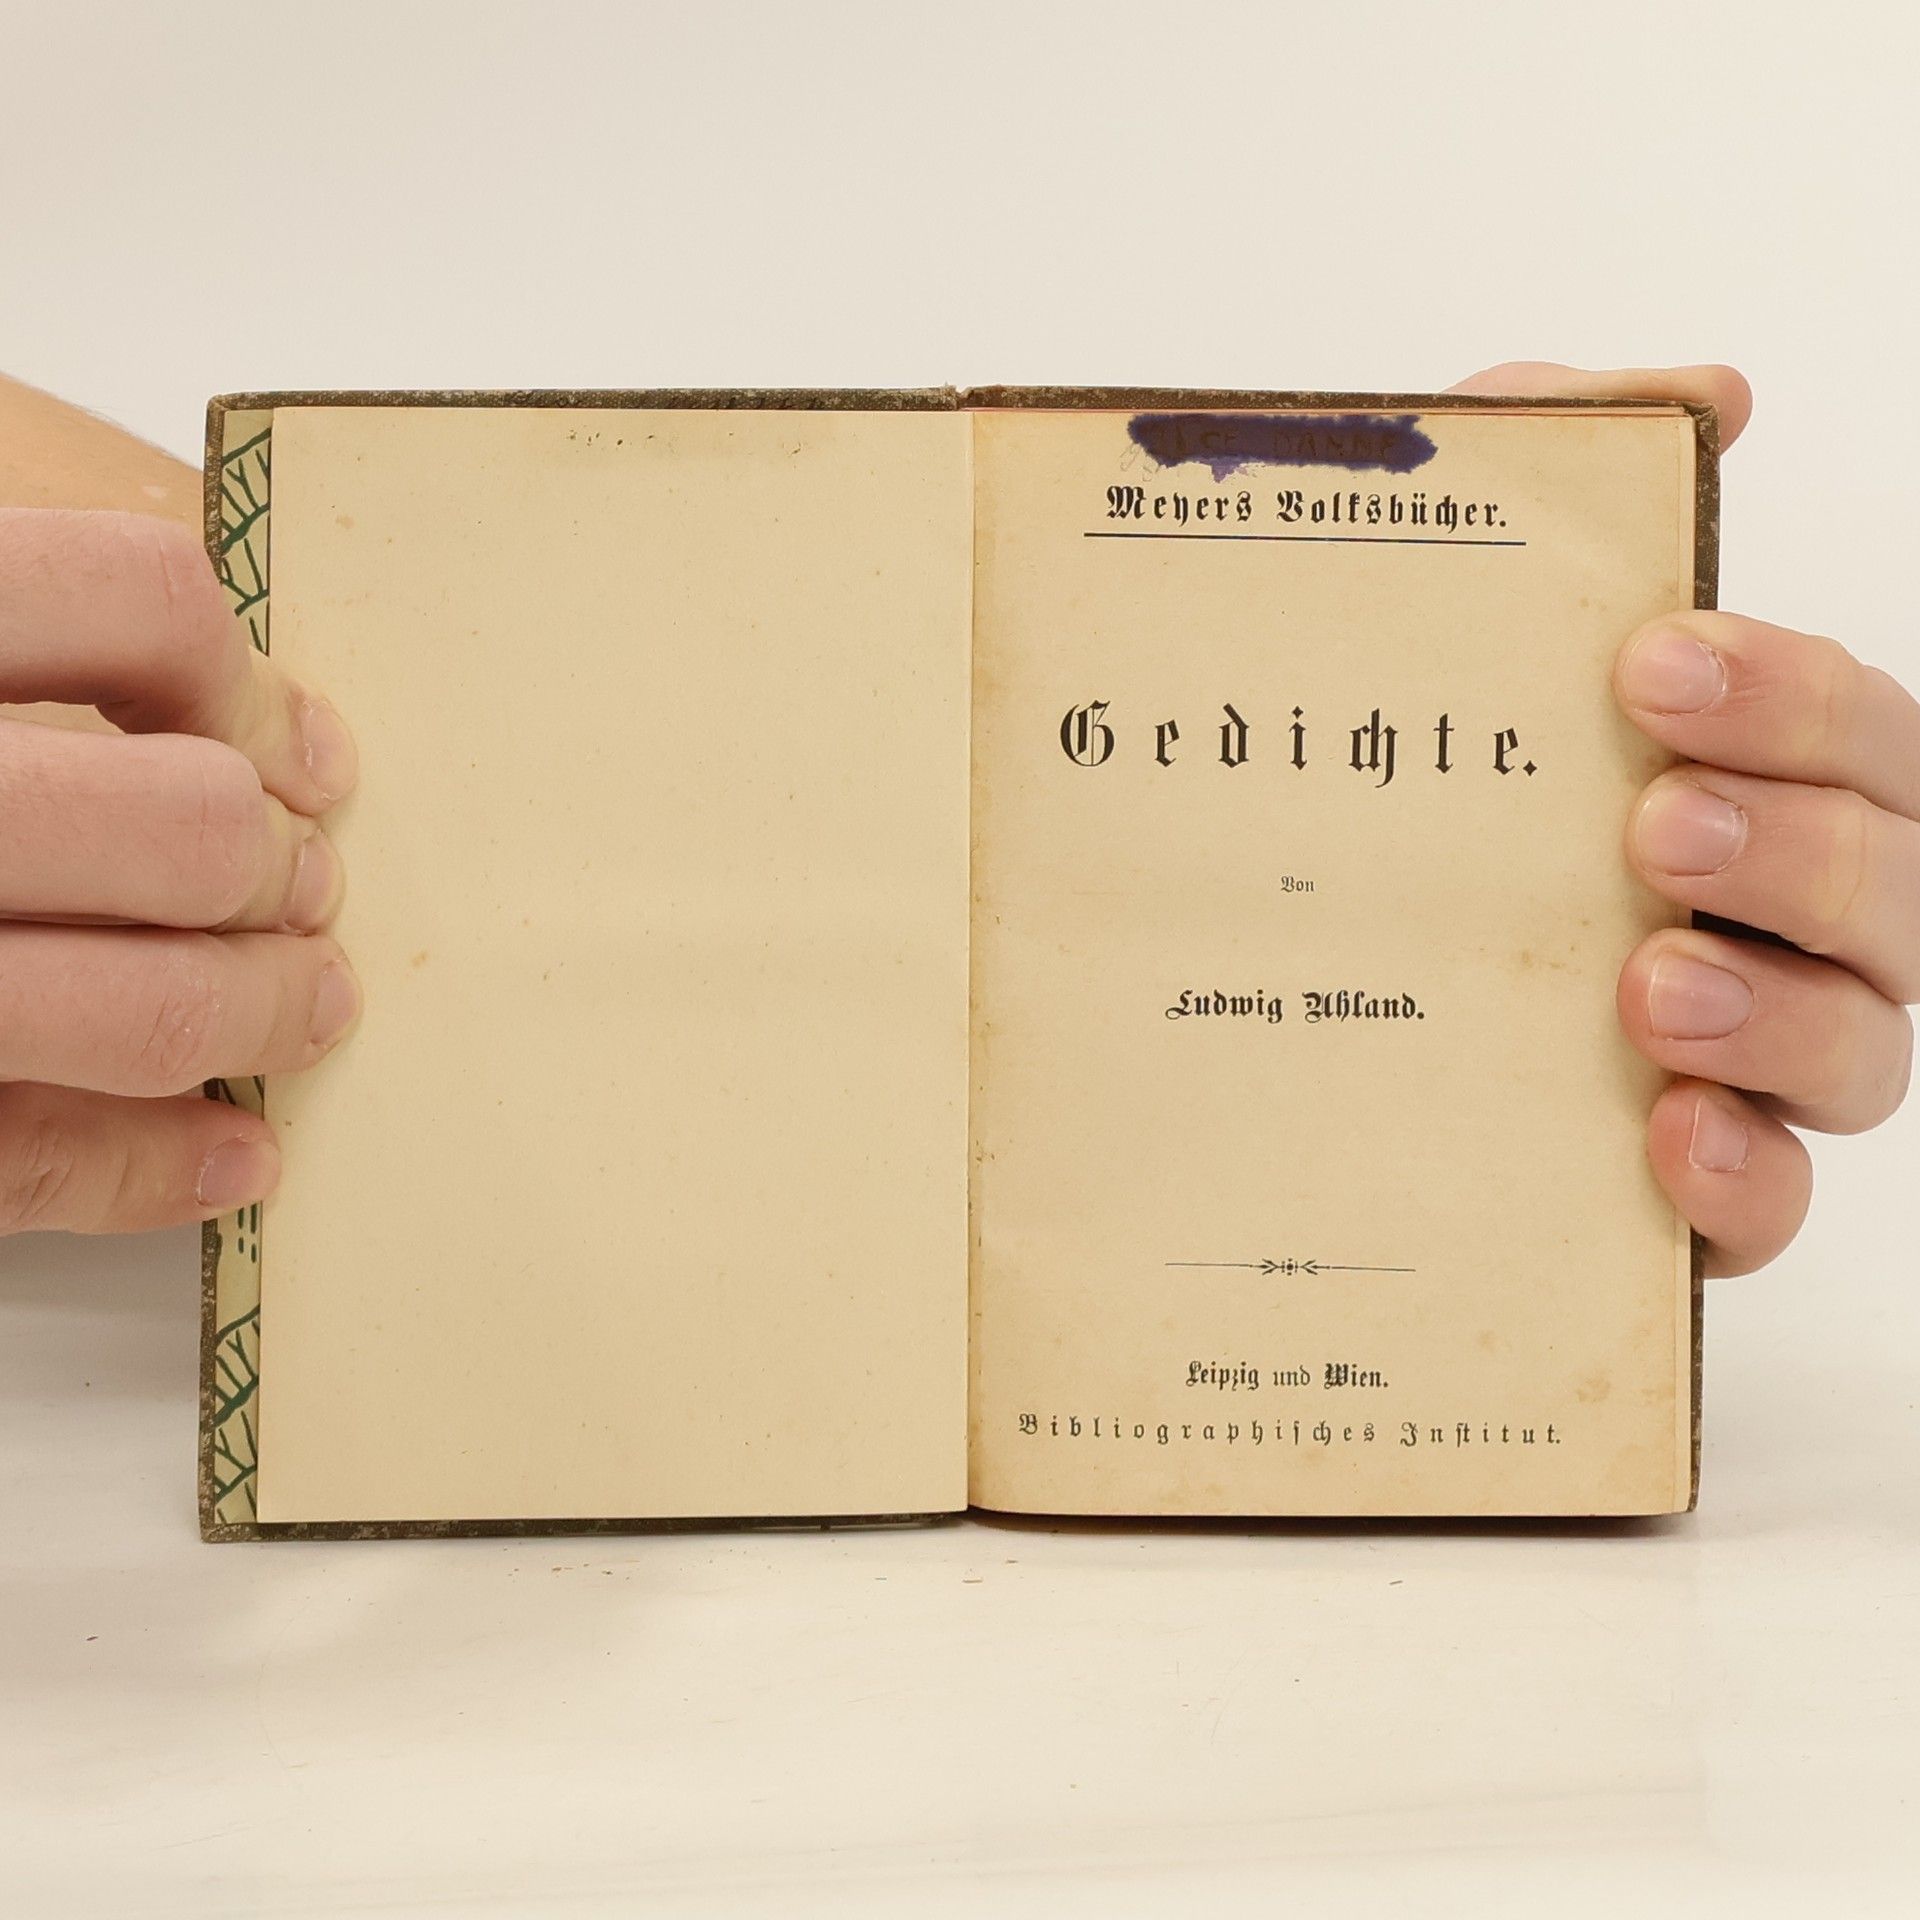 Meyers Volksbücher.
Gedichte.
Von
Ludwig Uhland.
Leipzig und Wien.
Bibliographiſches Inſtitut.